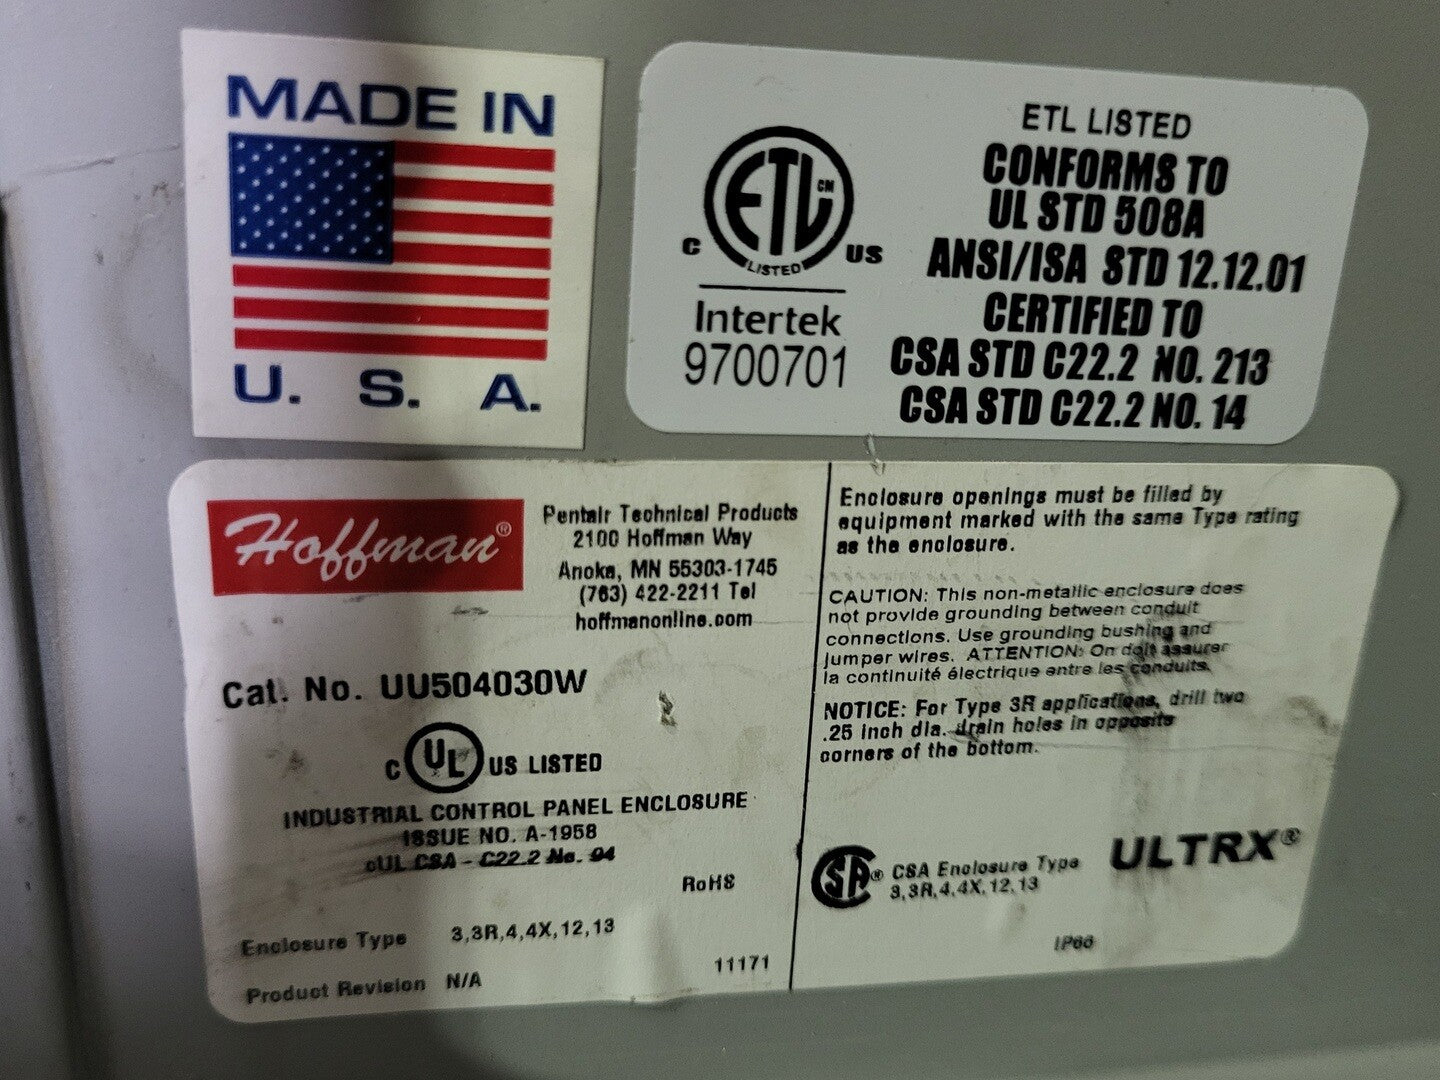 MADE IN
U. S. A.
ETL LISTED
CONFORMS TO
UL STD 508A
ANSI/ISA STD 12.12.01
CERTIFIED TO
CSA STD C22.2 NO. 213
CSA STD C22.2 NO. 14
ETL CM
LISTED
C US
Intertek
9700701
Hoffman®
Pentair Technical Products
2100 Hoffman Way
Anoka, MN 55303-1745
(763) 422-2211 Tel
hoffmanonline.com
Cat. No. UU504030W
C UL US LISTED
INDUSTRIAL CONTROL PANEL ENCLOSURE
ISSUE NO. A-1958
cUL CSA - C22.2 No. 94
RoHS
Enclosure Type 3,3R,4,4X,12,13
Product Revision N/A
11171
Enclosure openings must be filled by
equipment marked with the same Type rating
as the enclosure.
CAUTION: This non-metallic enclosure does
not provide grounding between conduit
connections. Use grounding bushing and
jumper wires. ATTENTION: On doit assurer
la continuité électrique entre les conduits.
NOTICE: For Type 3R applications, drill two
.25 inch dia. drain holes in opposite
corners of the bottom.
ULTRX®
CSA® CSA Enclosure Type
3,3R,4,4X,12,13
IP66